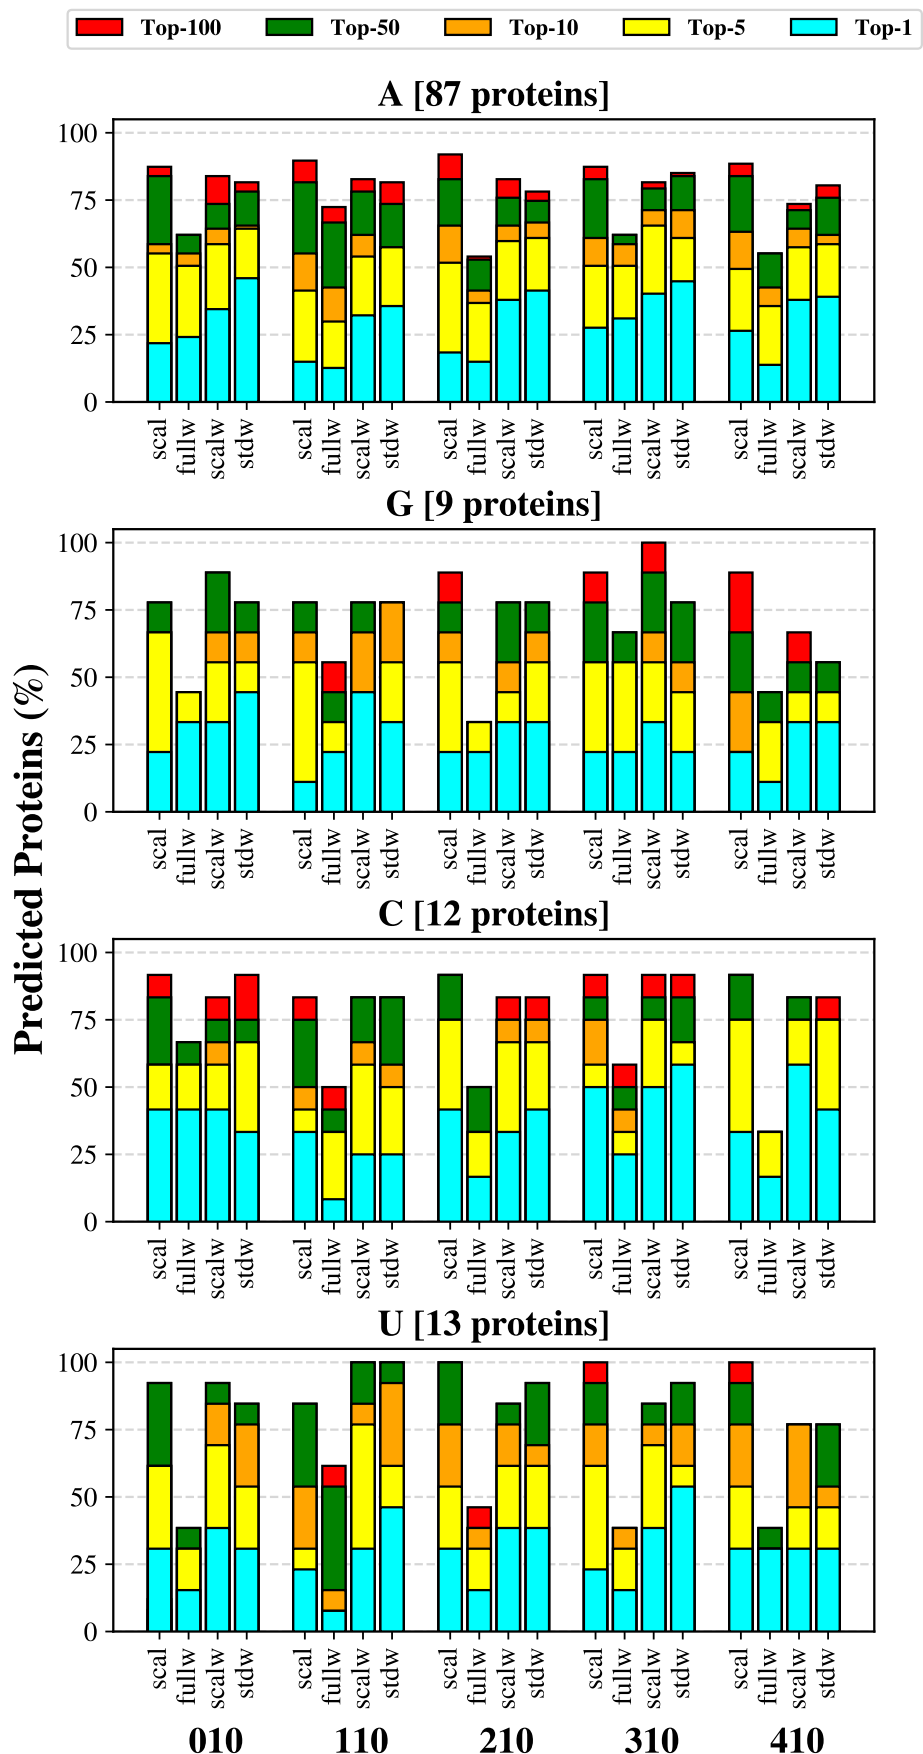 Top-100 Top-50 Top-10 Top-5 Top-1
A [87 proteins]
100
75
50
25
0
scal fullw scalw stdw scal fullw scalw stdw scal fullw scalw stdw scal fullw scalw stdw scal fullw scalw stdw
G [9 proteins]
100
75
50
25
0
scal fullw scalw stdw scal fullw scalw stdw scal fullw scalw stdw scal fullw scalw stdw scal fullw scalw stdw
Predicted Proteins (%)
C [12 proteins]
100
75
50
25
0
scal fullw scalw stdw scal fullw scalw stdw scal fullw scalw stdw scal fullw scalw stdw scal fullw scalw stdw
U [13 proteins]
100
75
50
25
0
scal fullw scalw stdw scal fullw scalw stdw scal fullw scalw stdw scal fullw scalw stdw scal fullw scalw stdw
010 110 210 310 410